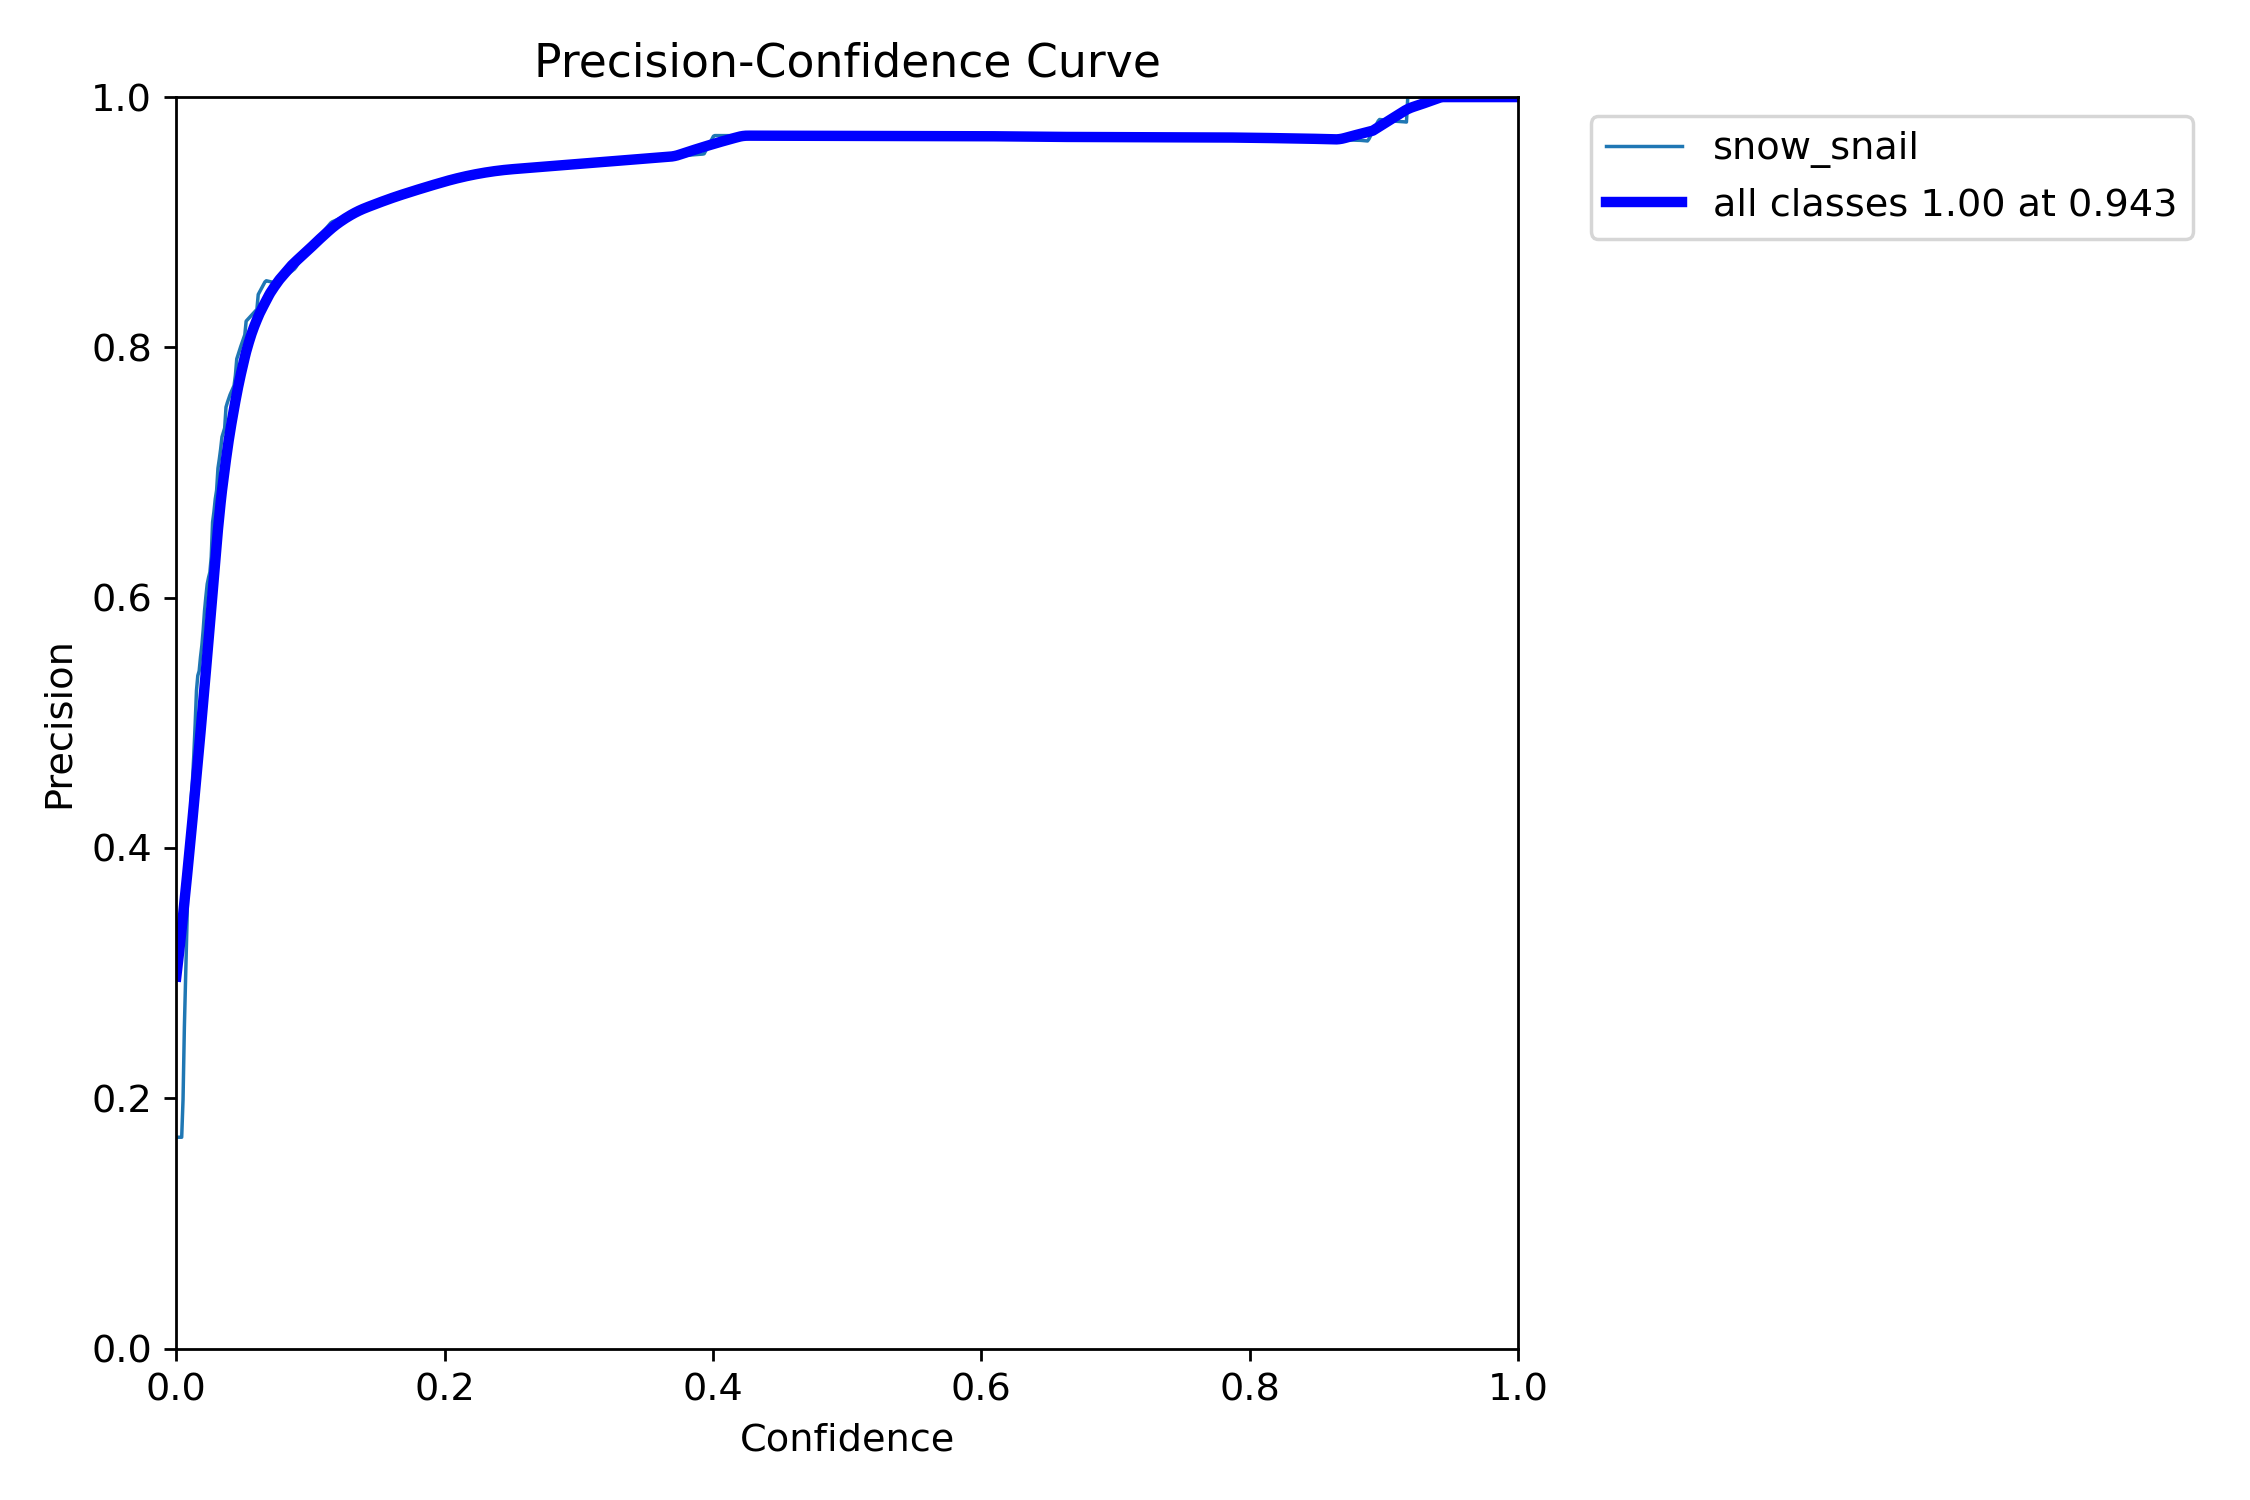 Precision-Confidence Curve
1.0
0.8
0.6
0.4
0.2
0.0
Precision
0.0 0.2 0.4 0.6 0.8 1.0
Confidence
snow_snail
all classes 1.00 at 0.943